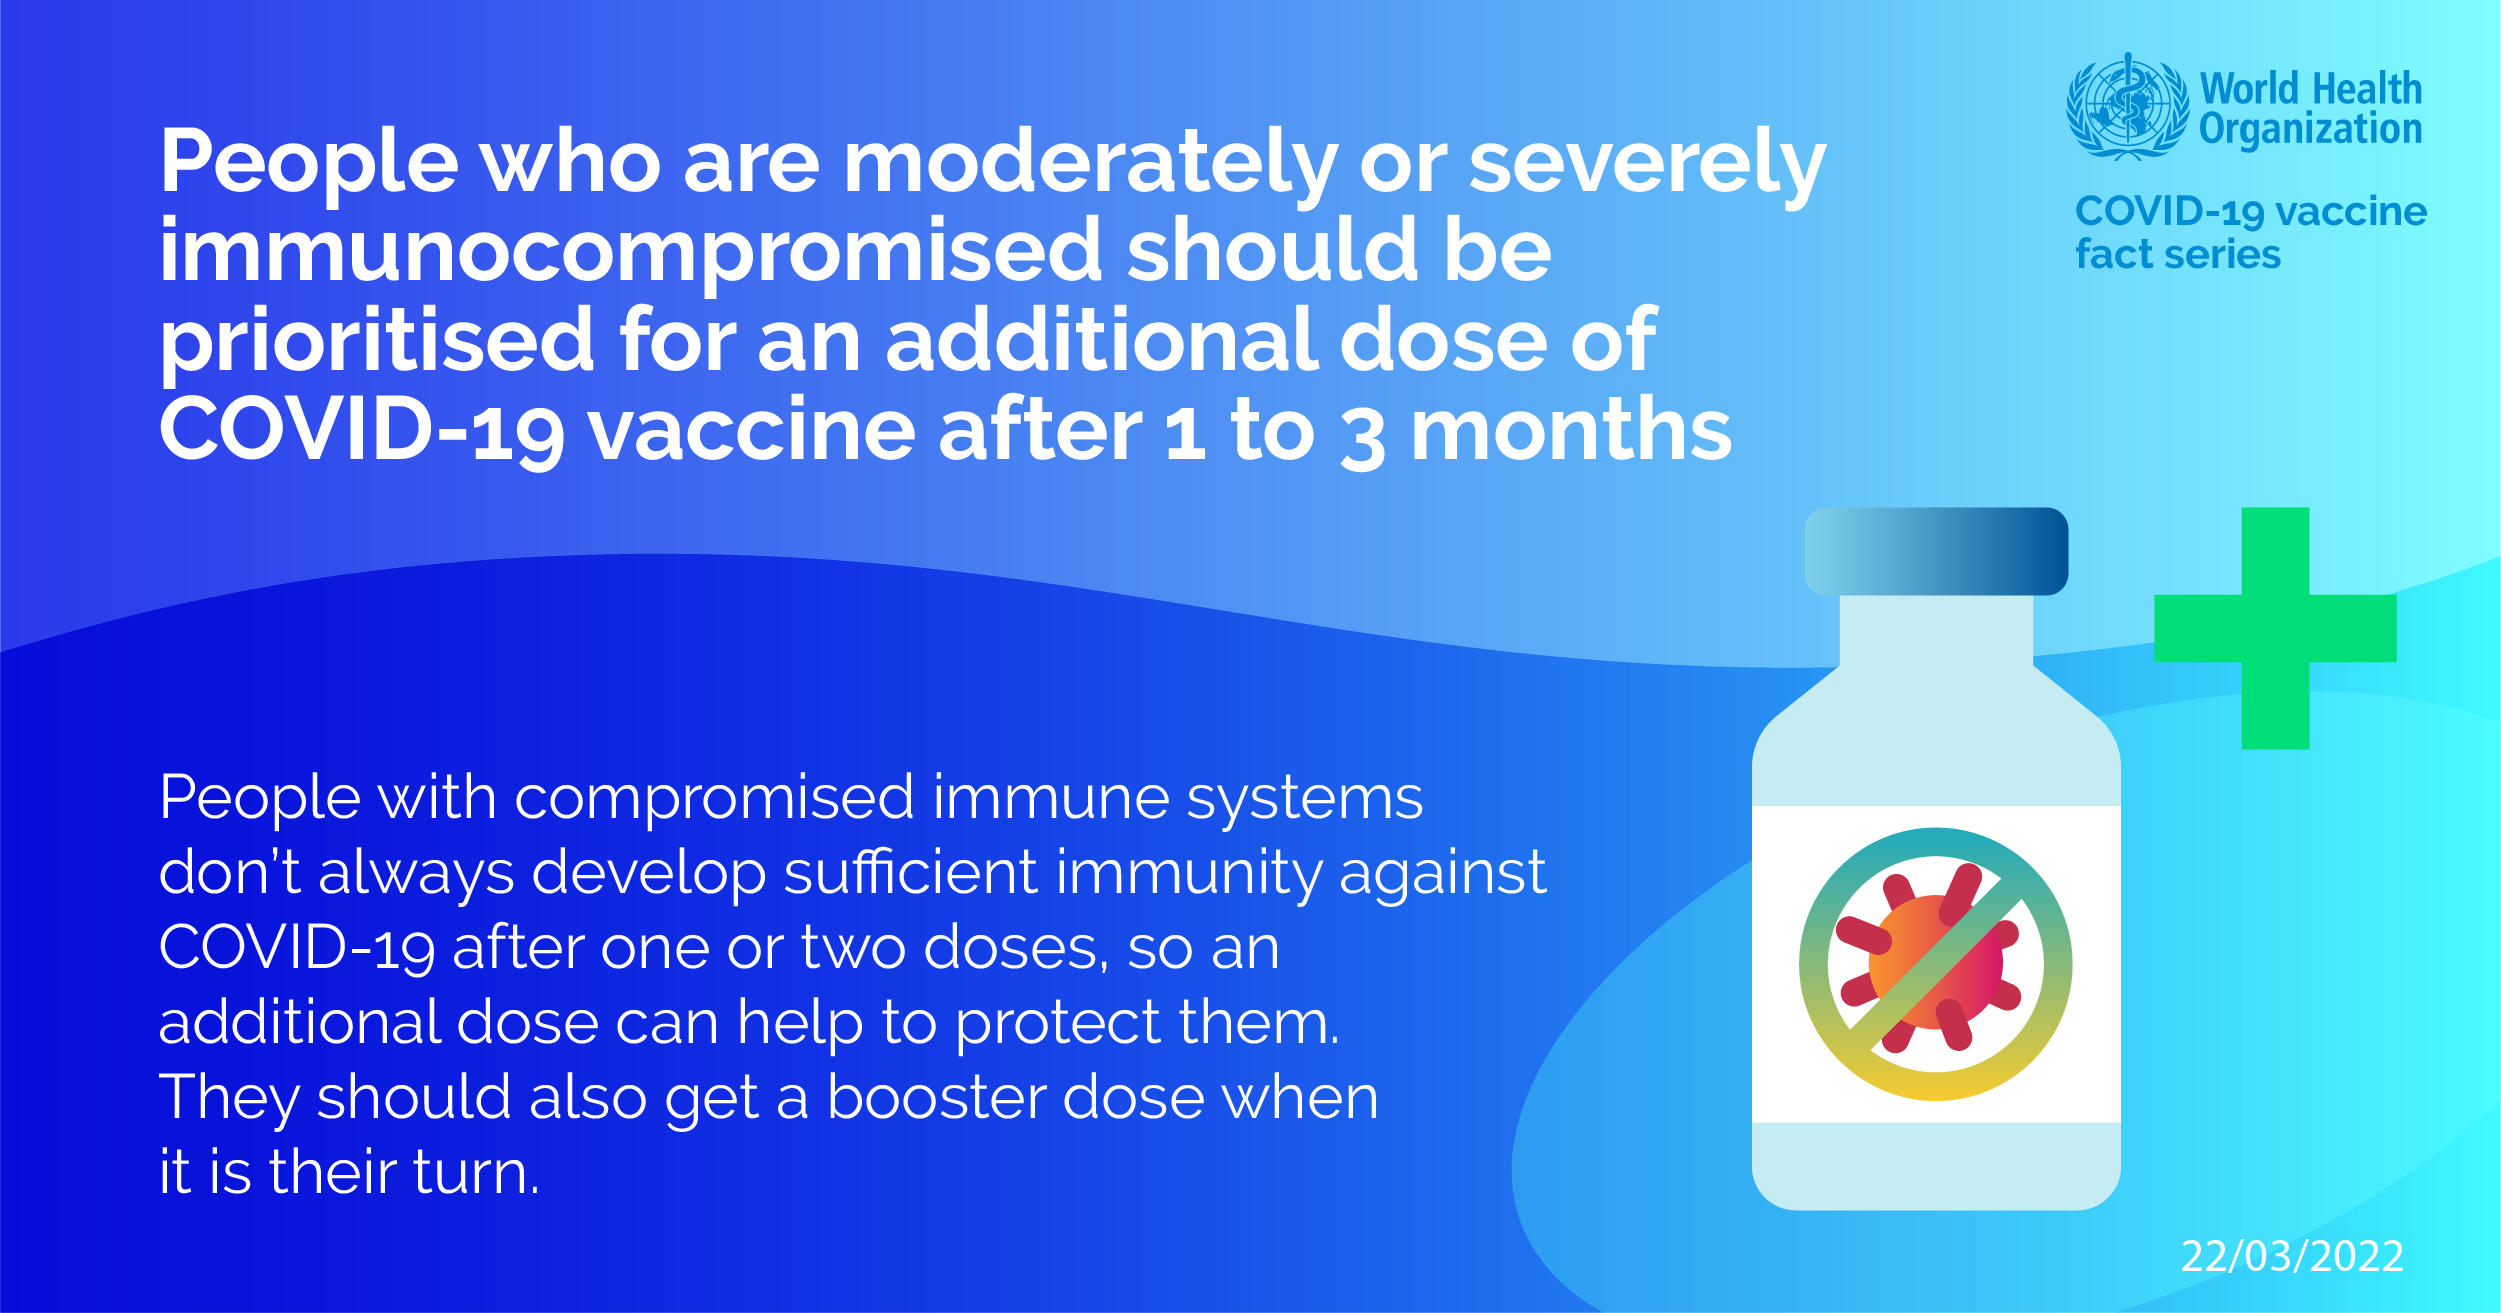 People who are moderately or severely
immunocompromised should be
prioritised for an additional dose of
COVID-19 vaccine after 1 to 3 months
World Health
Organization
COVID-19 vaccine
fact series
People with compromised immune systems
don’t always develop sufficient immunity against
COVID-19 after one or two doses, so an
additional dose can help to protect them.
They should also get a booster dose when
it is their turn.
22/03/2022